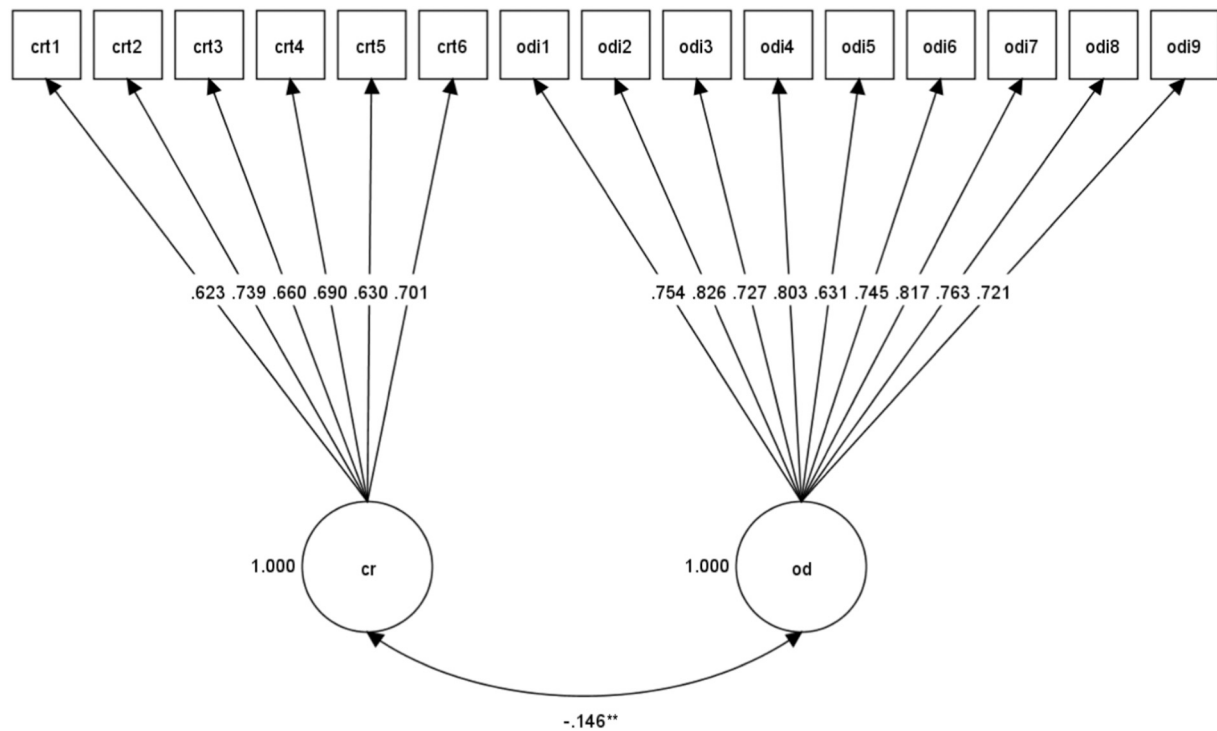 crt1 crt2 crt3 crt4 crt5 crt6 odi1 odi2 odi3 odi4 odi5 odi6 odi7 odi8 odi9
.623 .739 .660 .690 .630 .701 .754 .826 .727 .803 .631 .745 .817 .763 .721
1.000 cr 1.000 od
-.146**